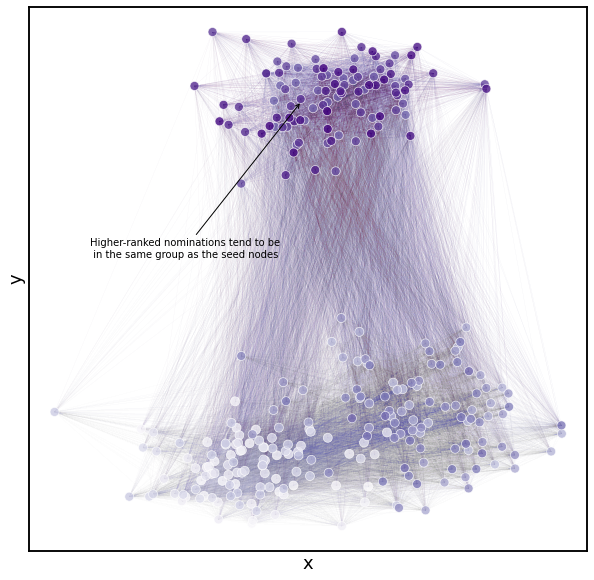 Higher-ranked nominations tend to be
in the same group as the seed nodes
y
x